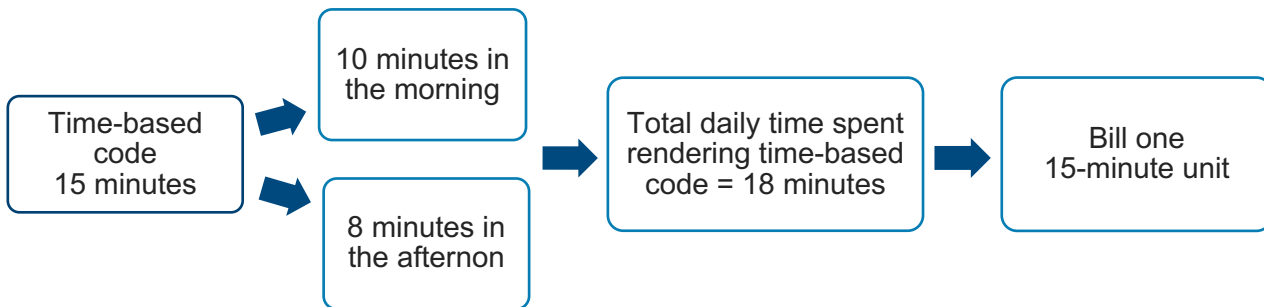 Time-based
code
15 minutes
10 minutes in
the morning
8 minutes in
the afternoon
Total daily time spent
rendering time-based
code = 18 minutes
Bill one
15-minute unit